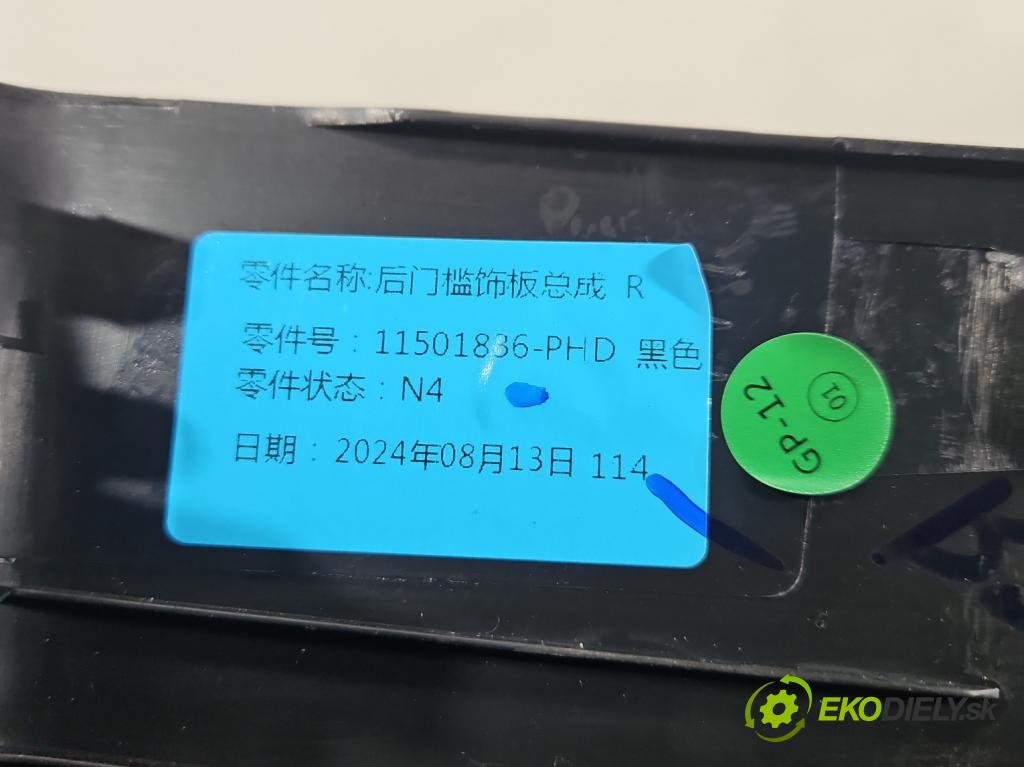 零件名称:后门槛饰板总成 R
零件号：11501836-PHD 黑色
零件状态：N4
日期：2024年08月13日 114
GP-12
01
EKODIELY.sk